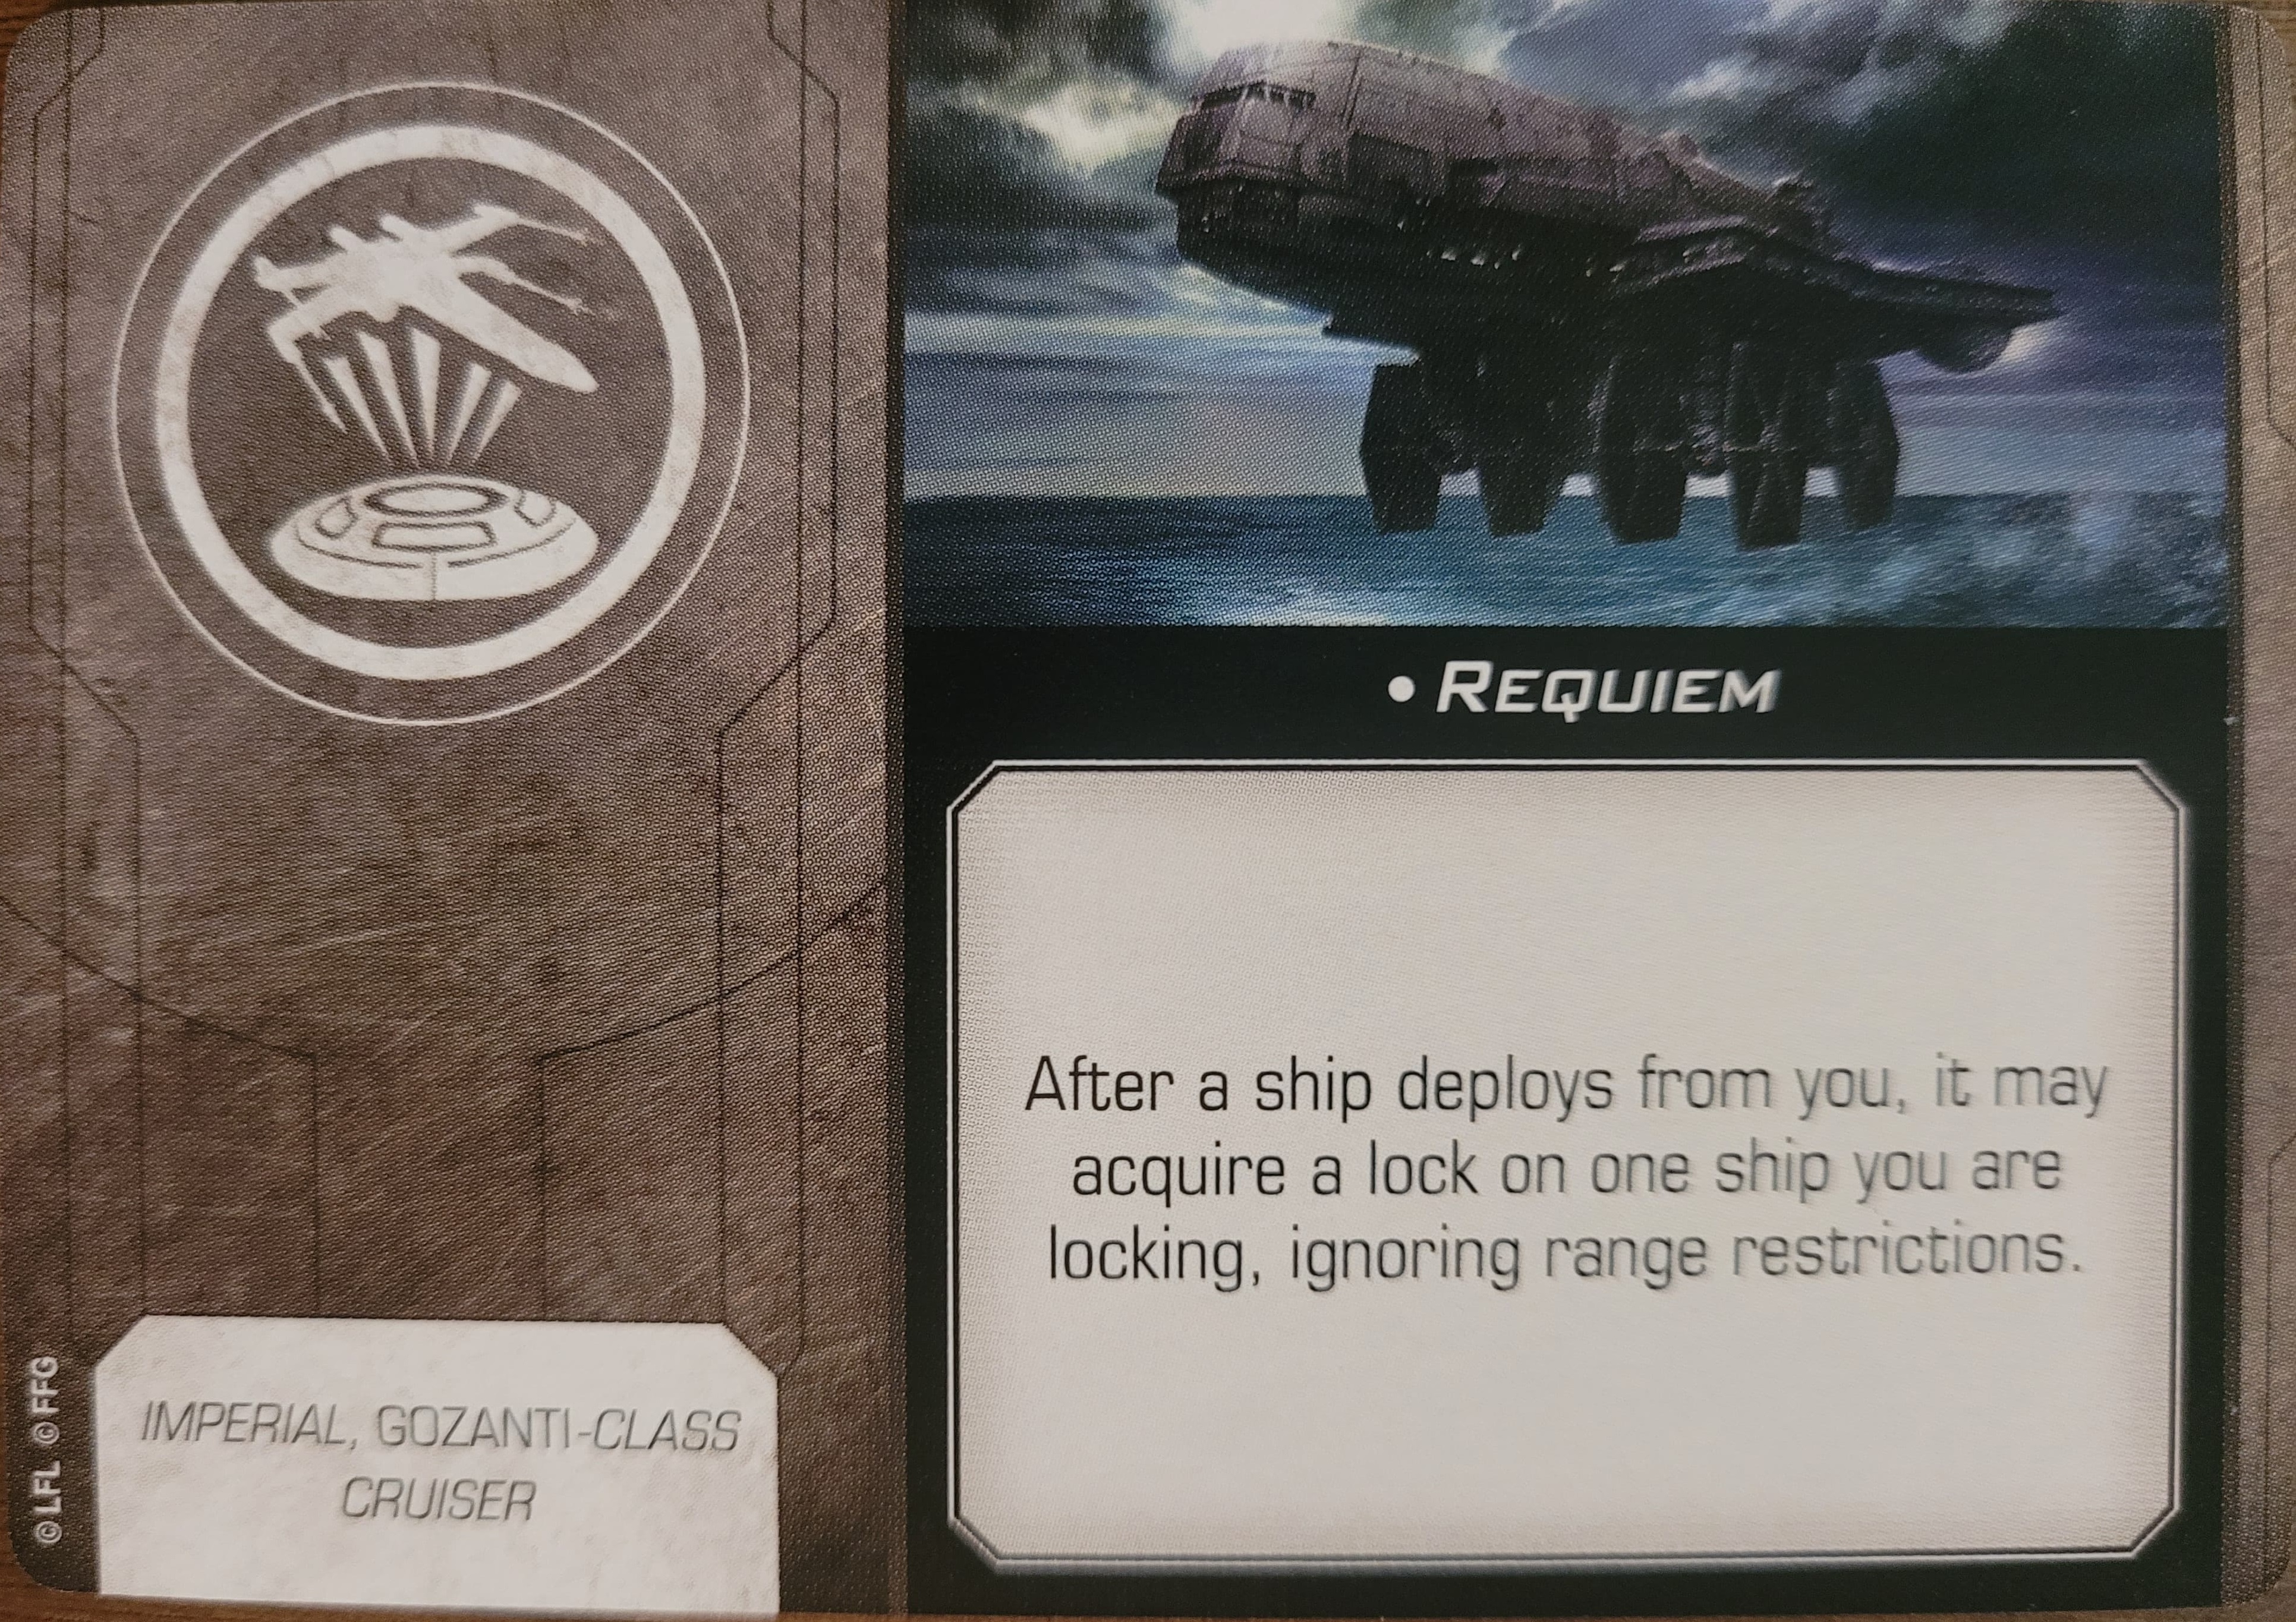 • REQUIEM
After a ship deploys from you, it may
acquire a lock on one ship you are
locking, ignoring range restrictions.
IMPERIAL, GOZANTI-CLASS
CRUISER
©LFL ©FFG